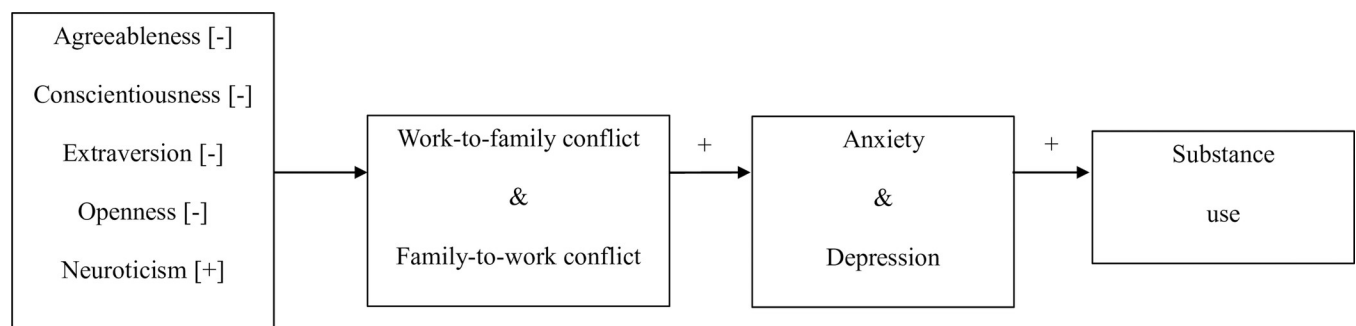 Agreeableness [-]
Conscientiousness [-]
Extraversion [-]
Openness [-]
Neuroticism [+]
Work-to-family conflict
&
Family-to-work conflict
+
Anxiety
&
Depression
+
Substance
use